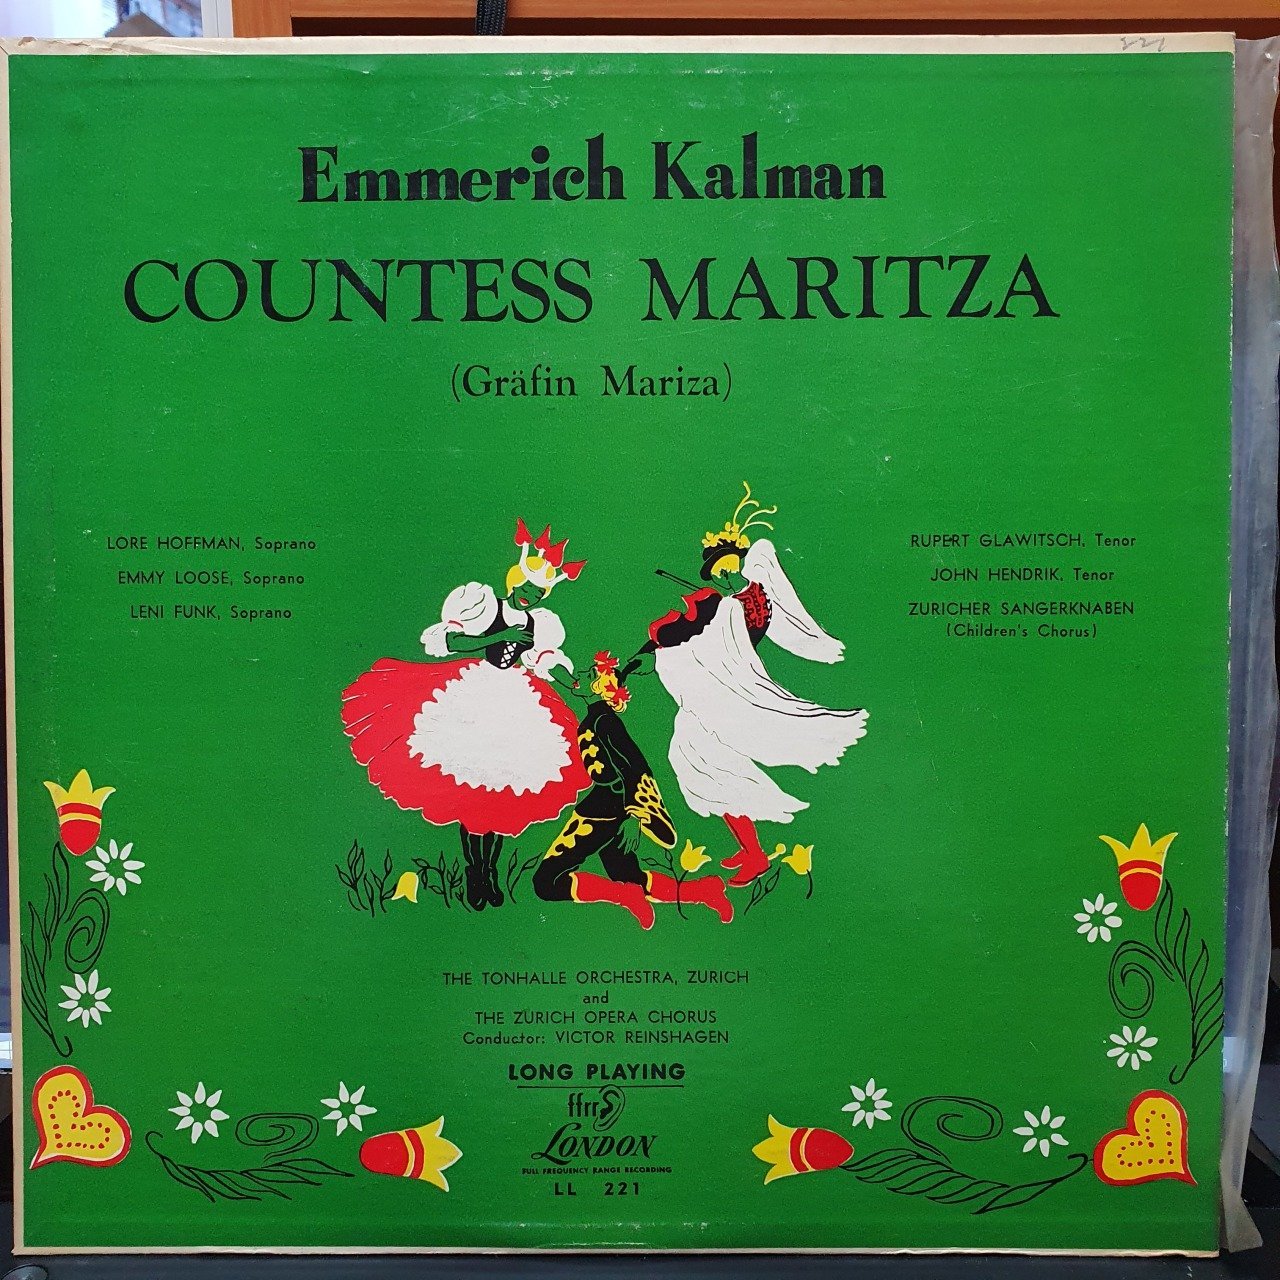 221
Emmerich Kalman
COUNTESS MARITZA
(Gräfin Mariza)
LORE HOFFMAN, Soprano
EMMY LOOSE, Soprano
LENI FUNK, Soprano
RUPERT GLAWITSCH, Tenor
JOHN HENDRIK, Tenor
ZURICHER SANGERKNABEN
(Children's Chorus)
THE TONHALLE ORCHESTRA, ZURICH
and
THE ZURICH OPERA CHORUS
Conductor: VICTOR REINSHAGEN
LONG PLAYING
ffrr
LONDON
FULL FREQUENCY RANGE RECORDING
LL 221